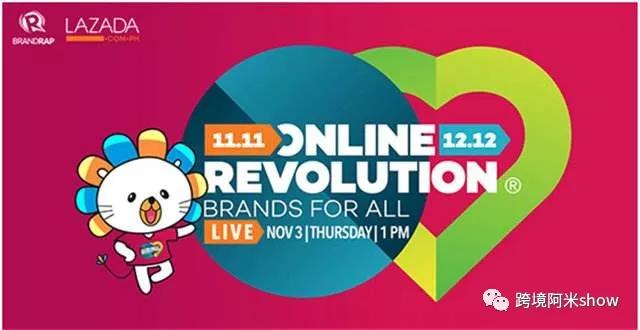 R
BRANDRAP
LAZADA
.COM.PH
11.11 ONLINE 12.12
REVOLUTION®
BRANDS FOR ALL
LIVE NOV 3|THURSDAY|1 PM
跨境阿米show